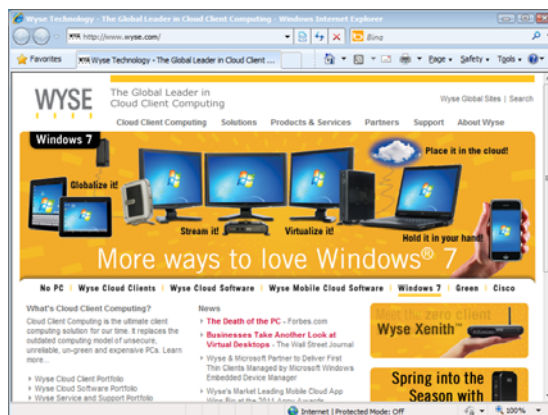 Wyse Technology - The Global Leader in Cloud Client Computing - Windows Internet Explorer
http://www.wyse.com/
Bing
Favorites
Wyse Technology - The Global Leader in Cloud Client ...
Page
Safety
Tools
WYSE
The Global Leader in
Cloud Client Computing
Wyse Global Sites | Search
Cloud Client Computing Solutions Products & Services Partners Support About Wyse
Windows 7
Place it in the cloud!
Globalize it!
Stream it!
Virtualize it!
Hold it in your hand!
More ways to love Windows® 7
No PC | Wyse Cloud Clients | Wyse Cloud Software | Wyse Mobile Cloud Software | Windows 7 | Green | Cisco
What's Cloud Client Computing?
Cloud Client Computing is the ultimate client
computing solution for our time. It replaces the
outdated computing model of unsecure,
unreliable, un-green and expensive PCs. Learn
more...
Wyse Cloud Client Portfolio
Wyse Cloud Software Portfolio
Wyse Service and Support Portfolio
News
The Death of the PC - Forbes.com
Businesses Take Another Look at
Virtual Desktops - The Wall Street Journal
Wyse & Microsoft Partner to Deliver First
Thin Clients Managed by Microsoft Windows
Embedded Device Manager
Wyse's Market Leading Mobile Cloud App
Meet the zero client
Wyse Xenith™
Spring into the
Season with
Internet | Protected Mode: Off
100%